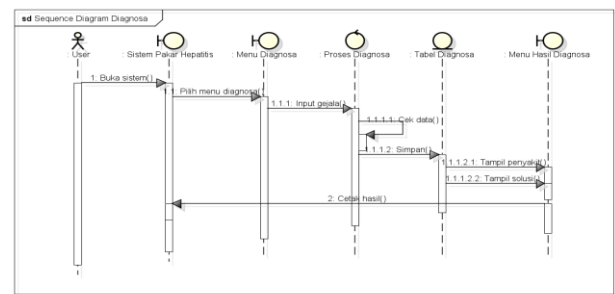 sd Sequence Diagram Diagnosa
: User
: Sistem Pakar Hepatitis
: Menu Diagnosa
: Proses Diagnosa
: Tabel Diagnosa
: Menu Hasil Diagnosa
1: Buka sistem()
1.1: Pilih menu diagnosa()
1.1.1: Input gejala()
1.1.1.1: Cek data()
1.1.1.2: Simpan()
1.1.1.2.1: Tampil penyakit()
1.1.1.2.2: Tampil solusi()
2: Cetak hasil()